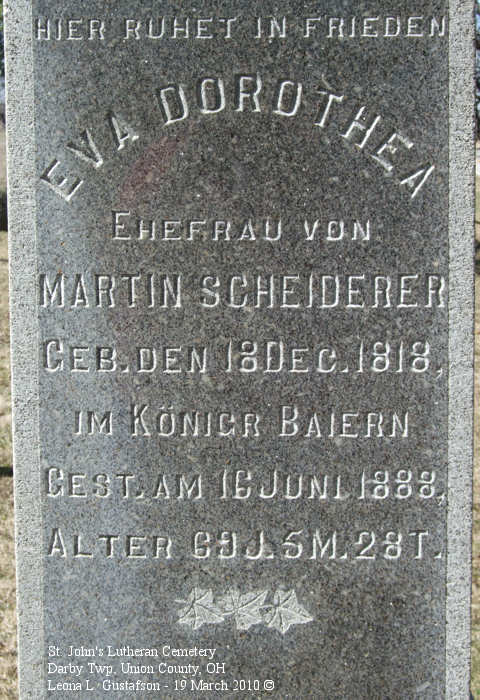 HIER RUHET IN FRIEDEN
EVA DOROTHEA
EHEFRAU VON
MARTIN SCHEIDERER
GEB. DEN 18 DEC. 1818,
IM KÖNIGR BAIERN
GEST. AM 16 JUNI 1888,
ALTER 69 J. 5 M. 28 T.
St. John's Lutheran Cemetery
Darby Twp. Union County, OH
Leona L. Gustafson - 19 March 2010 ©